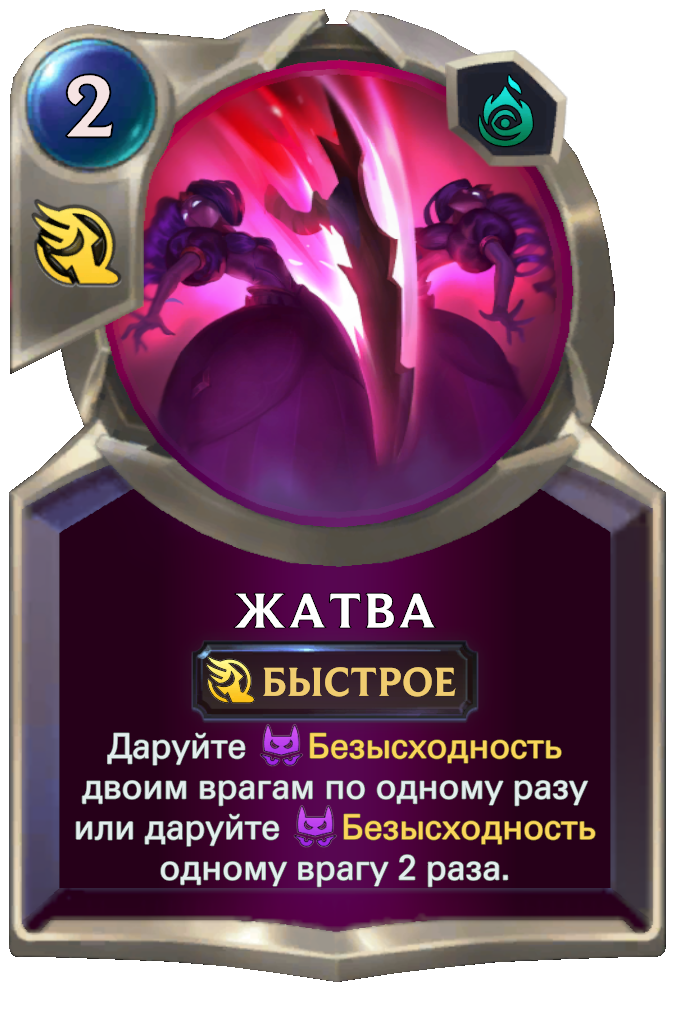 2
ЖАТВА
БЫСТРОЕ
Даруйте Безысходность
двоим врагам по одному разу
или даруйте Безысходность
одному врагу 2 раза.